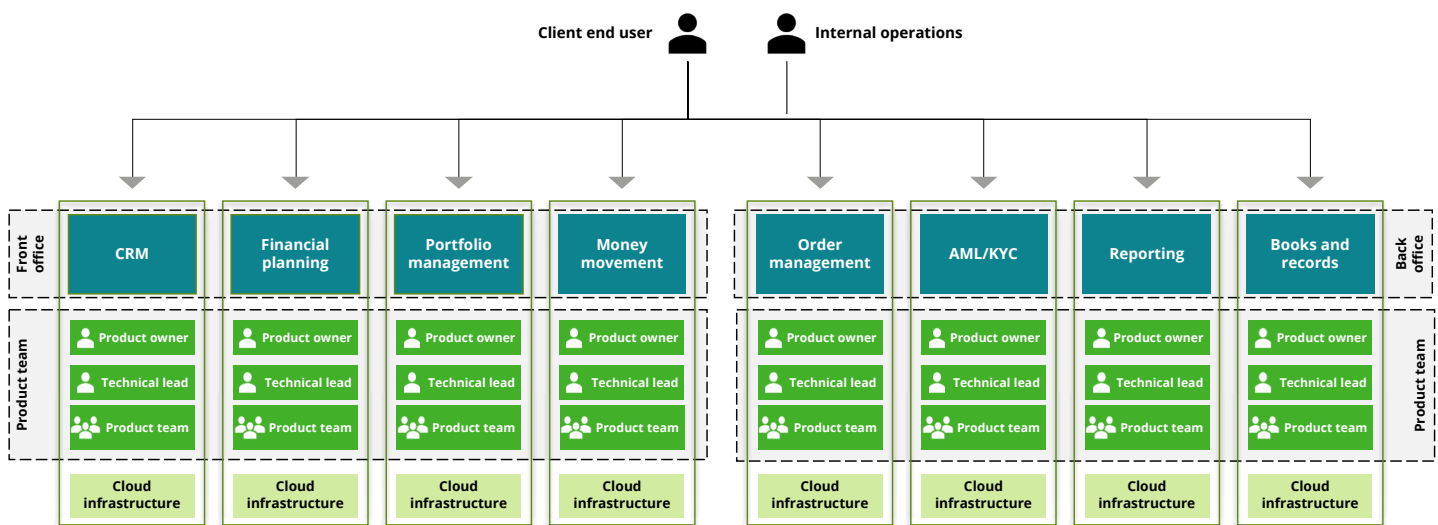 Client end user
Internal operations
Front
office
CRM
Financial
planning
Portfolio
management
Money
movement
Order
management
AML/KYC
Reporting
Books and
records
Back
office
Product team
Product owner
Product owner
Product owner
Product owner
Product owner
Product owner
Product owner
Product owner
Technical lead
Technical lead
Technical lead
Technical lead
Technical lead
Technical lead
Technical lead
Technical lead
Product team
Product team
Product team
Product team
Product team
Product team
Product team
Product team
Product team
Cloud
infrastructure
Cloud
infrastructure
Cloud
infrastructure
Cloud
infrastructure
Cloud
infrastructure
Cloud
infrastructure
Cloud
infrastructure
Cloud
infrastructure